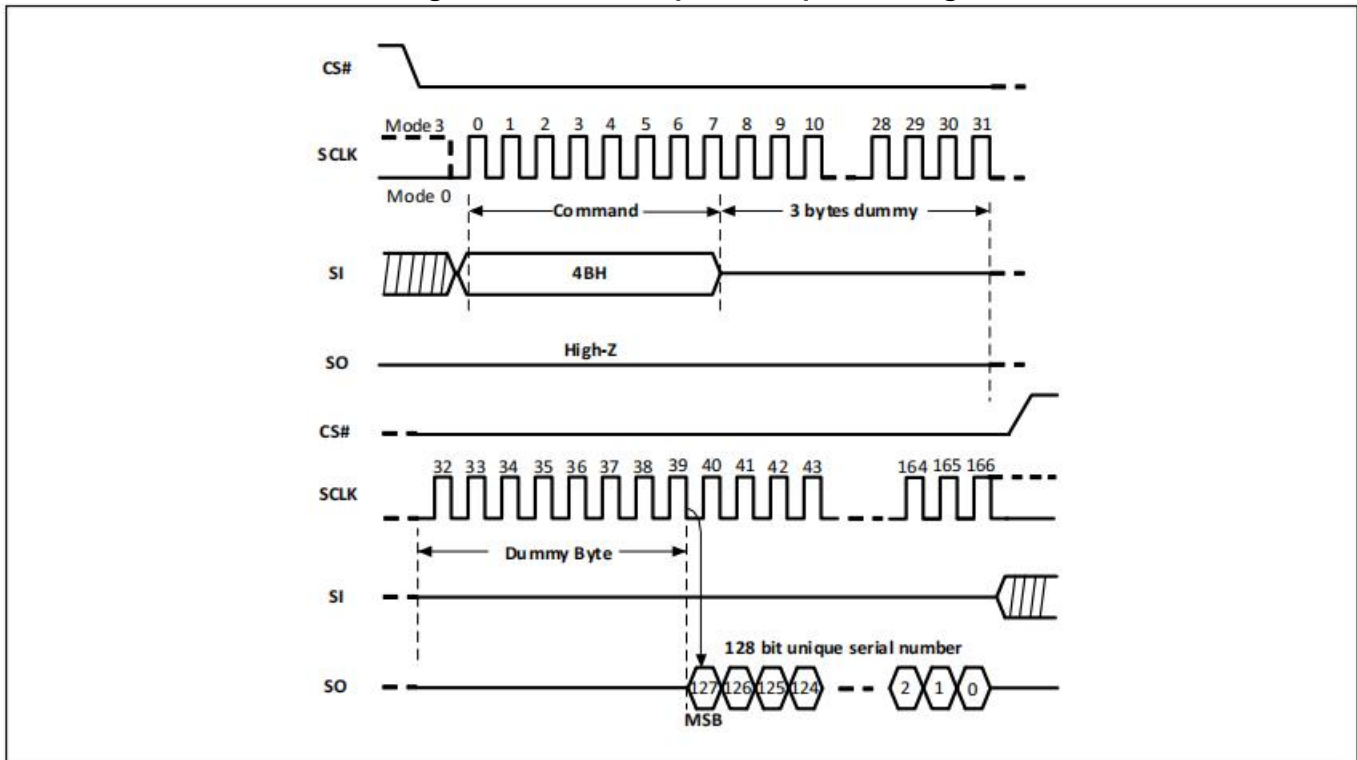 CS#
Mode 3 0 1 2 3 4 5 6 7 8 9 10 28 29 30 31
SCLK
Mode 0
Command 3 bytes dummy
SI 4BH
High-Z
SO
CS#
32 33 34 35 36 37 38 39 40 41 42 43 164 165 166
SCLK
Dummy Byte
SI
128 bit unique serial number
SO 127 126 125 124 2 1 0
MSB